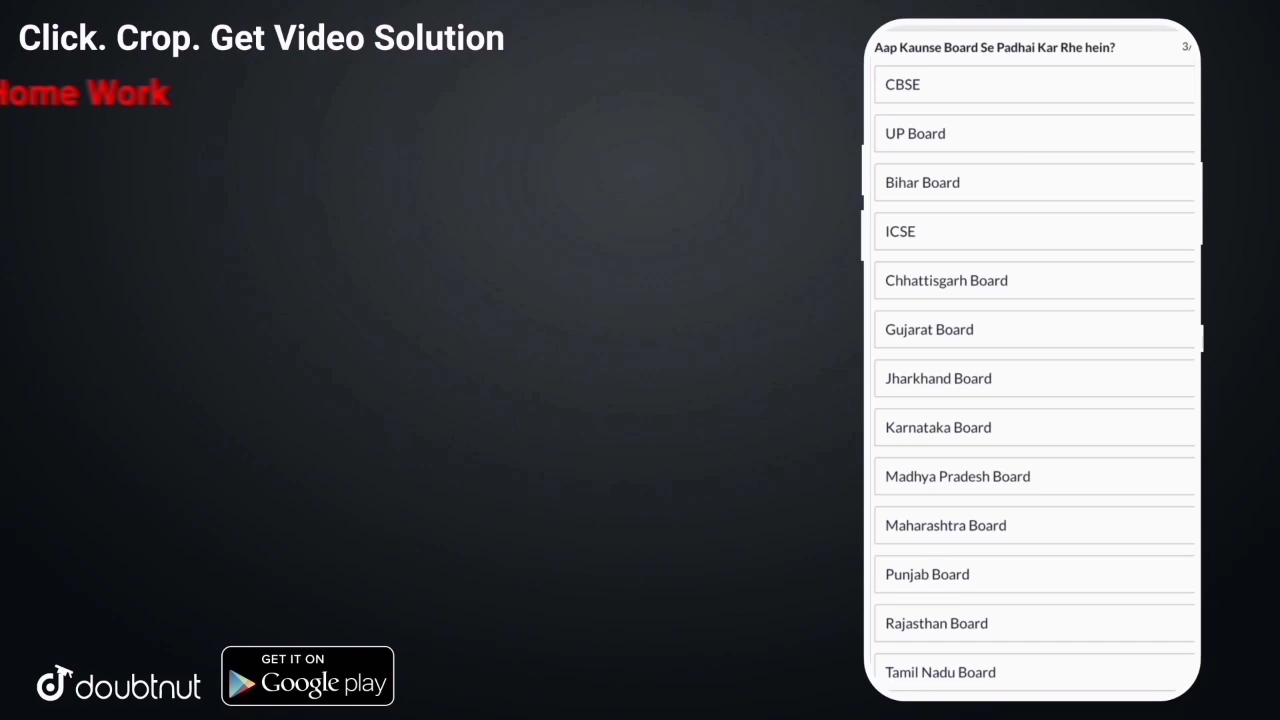 Click. Crop. Get Video Solution
Home Work
Aap Kaunse Board Se Padhai Kar Rhe hein?
3/
CBSE
UP Board
Bihar Board
ICSE
Chhattisgarh Board
Gujarat Board
Jharkhand Board
Karnataka Board
Madhya Pradesh Board
Maharashtra Board
Punjab Board
Rajasthan Board
Tamil Nadu Board
doubtnut
GET IT ON
Google play